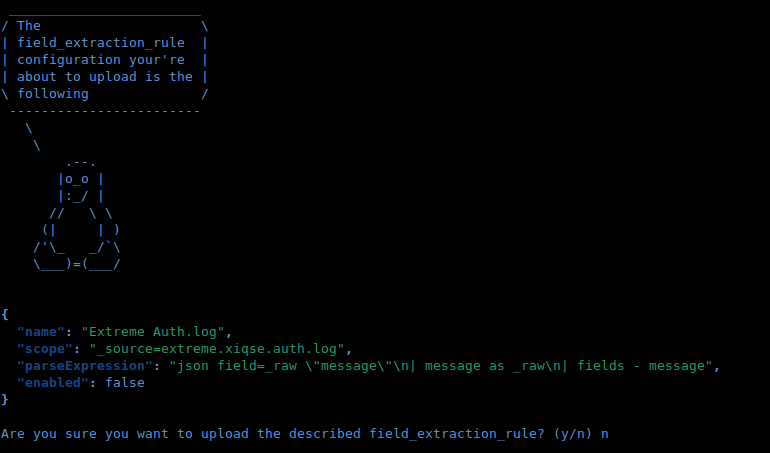 ________________________
/ The                    \
| field_extraction_rule  |
| configuration your're  |
| about to upload is the |
\ following              /
 ------------------------
   \
    \
        .--.
       |o_o |
       |:_/ |
      //   \ \
     (|     | )
    /'\_   _/`\
    \___)=(___/
{
  "name": "Extreme Auth.log",
  "scope": "_source=extreme.xiqse.auth.log",
  "parseExpression": "json field=_raw \"message\"\n| message as _raw\n| fields - message",
  "enabled": false
}
Are you sure you want to upload the described field_extraction_rule? (y/n) n